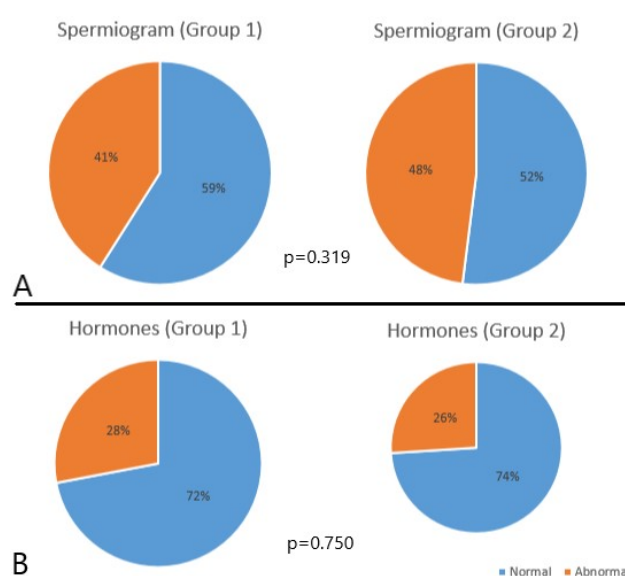 Spermiogram (Group 1)
Spermiogram (Group 2)
41%
59%
48%
52%
p=0.319
A
Hormones (Group 1)
Hormones (Group 2)
28%
72%
26%
74%
p=0.750
B
Normal
Abnorma